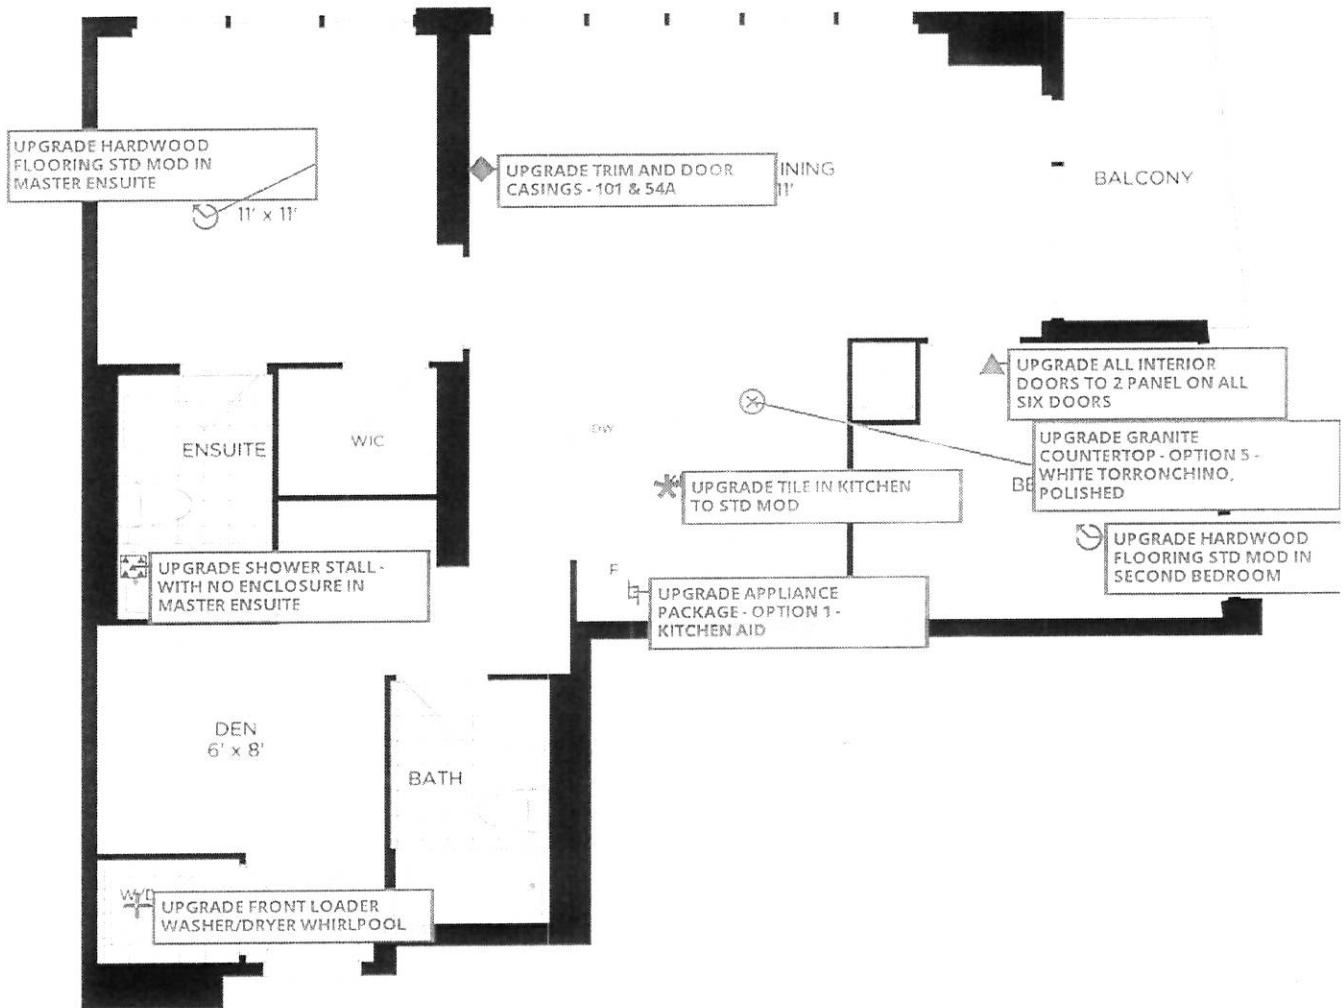 UPGRADE HARDWOOD
FLOORING STD MOD IN
MASTER ENSUITE
11' x 11'
UPGRADE TRIM AND DOOR
CASINGS - 101 & 54A
INING
11'
BALCONY
UPGRADE ALL INTERIOR
DOORS TO 2 PANEL ON ALL
SIX DOORS
UPGRADE GRANITE
COUNTERTOP - OPTION 5 -
WHITE TORRONCHINO,
POLISHED
BE
ENSUITE
WIC
DW
UPGRADE TILE IN KITCHEN
TO STD MOD
UPGRADE HARDWOOD
FLOORING STD MOD IN
SECOND BEDROOM
UPGRADE SHOWER STALL -
WITH NO ENCLOSURE IN
MASTER ENSUITE
F
UPGRADE APPLIANCE
PACKAGE - OPTION 1 -
KITCHEN AID
DEN
6' x 8'
BATH
W/D
UPGRADE FRONT LOADER
WASHER/DRYER WHIRLPOOL